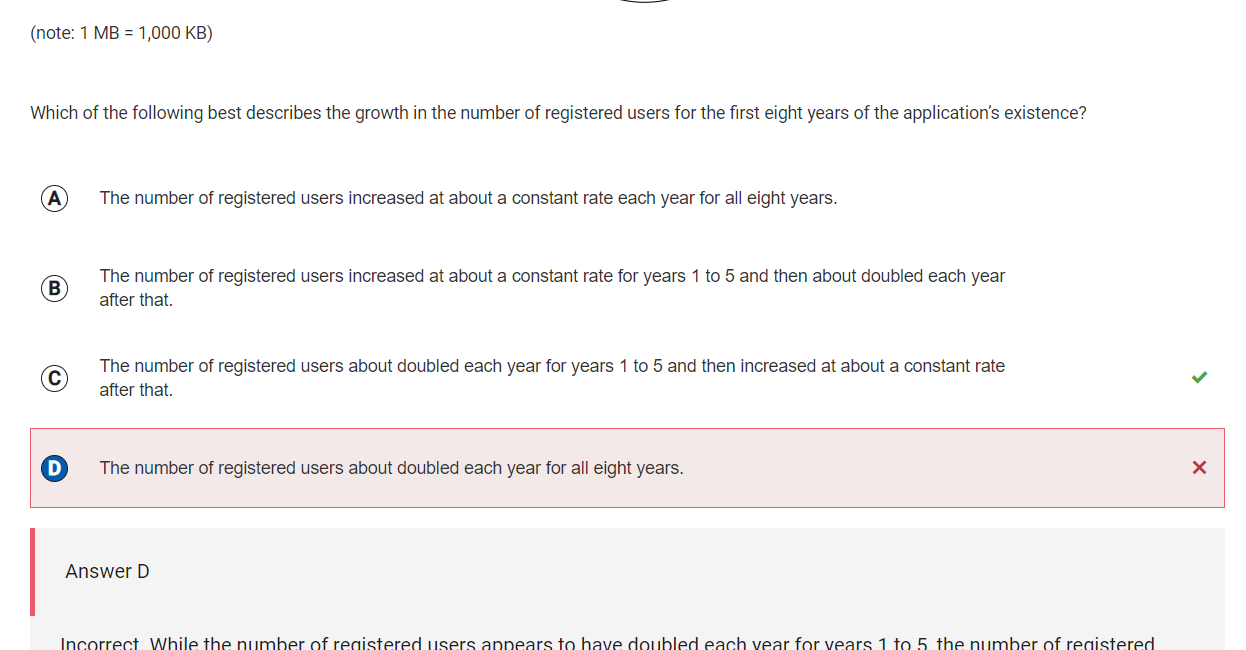 (note: 1 MB = 1,000 KB)
Which of the following best describes the growth in the number of registered users for the first eight years of the application’s existence?
A The number of registered users increased at about a constant rate each year for all eight years.
B The number of registered users increased at about a constant rate for years 1 to 5 and then about doubled each year
after that.
C The number of registered users about doubled each year for years 1 to 5 and then increased at about a constant rate
after that.
D The number of registered users about doubled each year for all eight years.
Answer D
Incorrect. While the number of registered users appears to have doubled each year for years 1 to 5, the number of registered